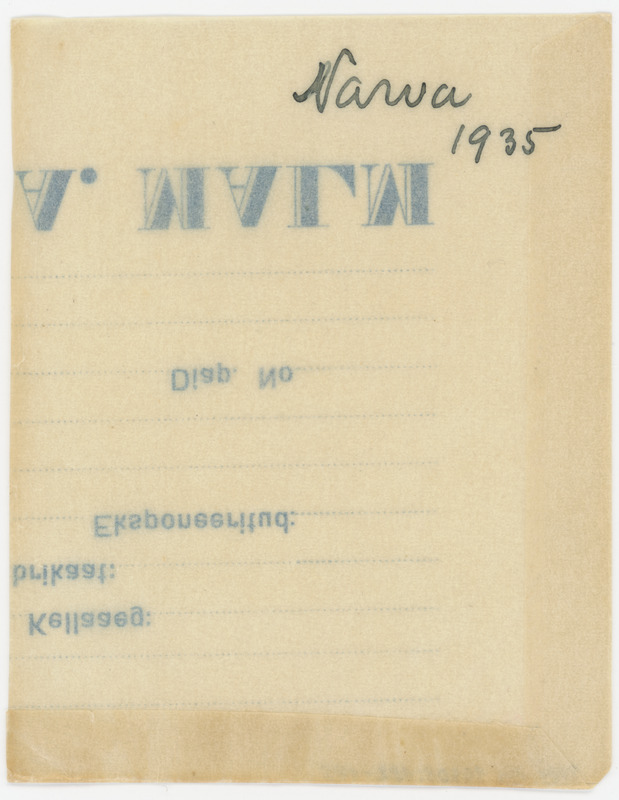 Narva
1935
A. MALM
Diap. No
Eksponeeritud:
brikaat:
Kellaaeg: